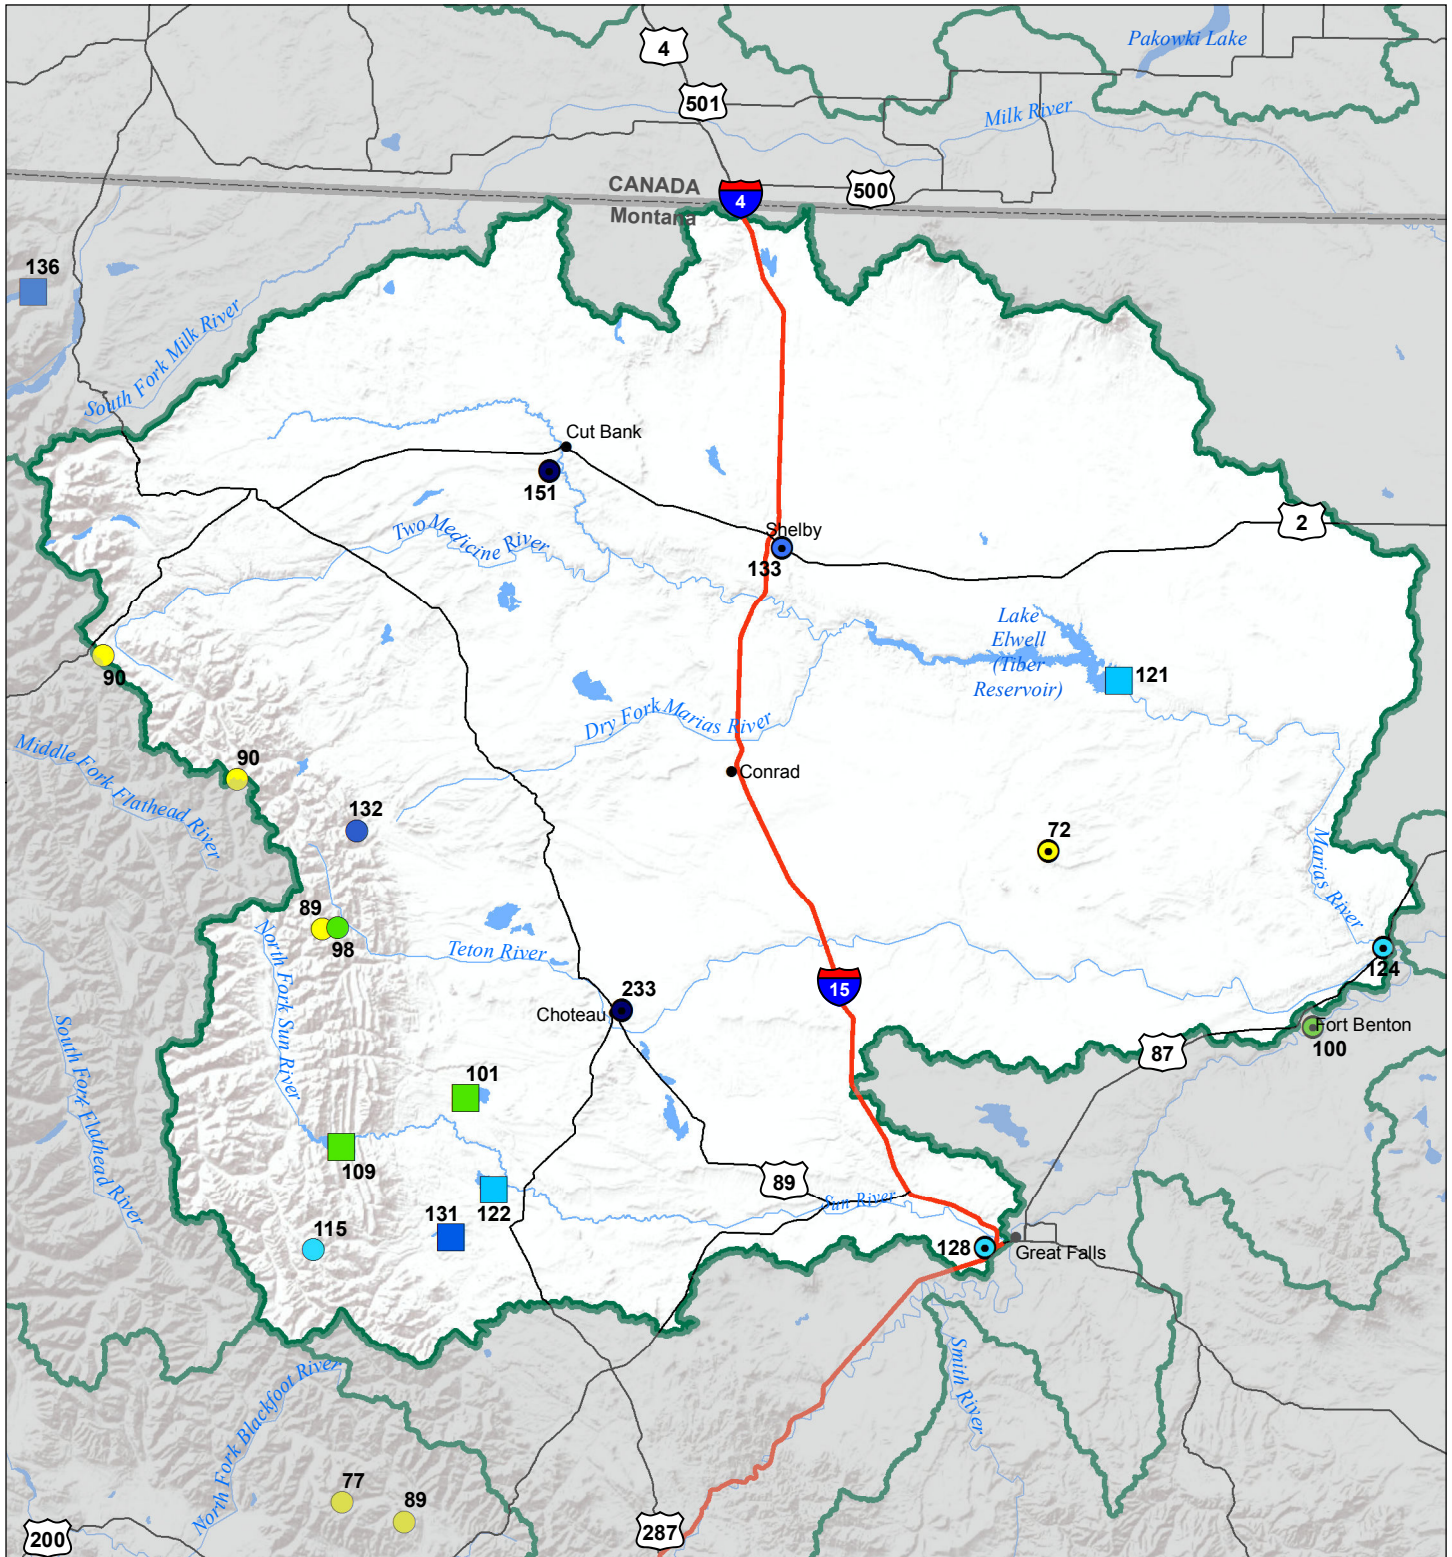 Pakowki Lake
4
501
Milk River
CANADA
500
4
Montana
136
South Fork Milk River
Cut Bank
151
Two Medicine River
Shelby
133
2
Lake
Elwell
(Tiber
Reservoir)
121
90
Dry Fork Marias River
Middle Fork Flathead River
90
Conrad
132
72
Marias River
89
98
North Fork Sun River
Teton River
124
233
15
Choteau
Fort Benton
100
87
South Fork Flathead River
101
109
89
122
Sun River
131
115
128
Great Falls
Smith River
North Fork Blackfoot River
77
89
200
287